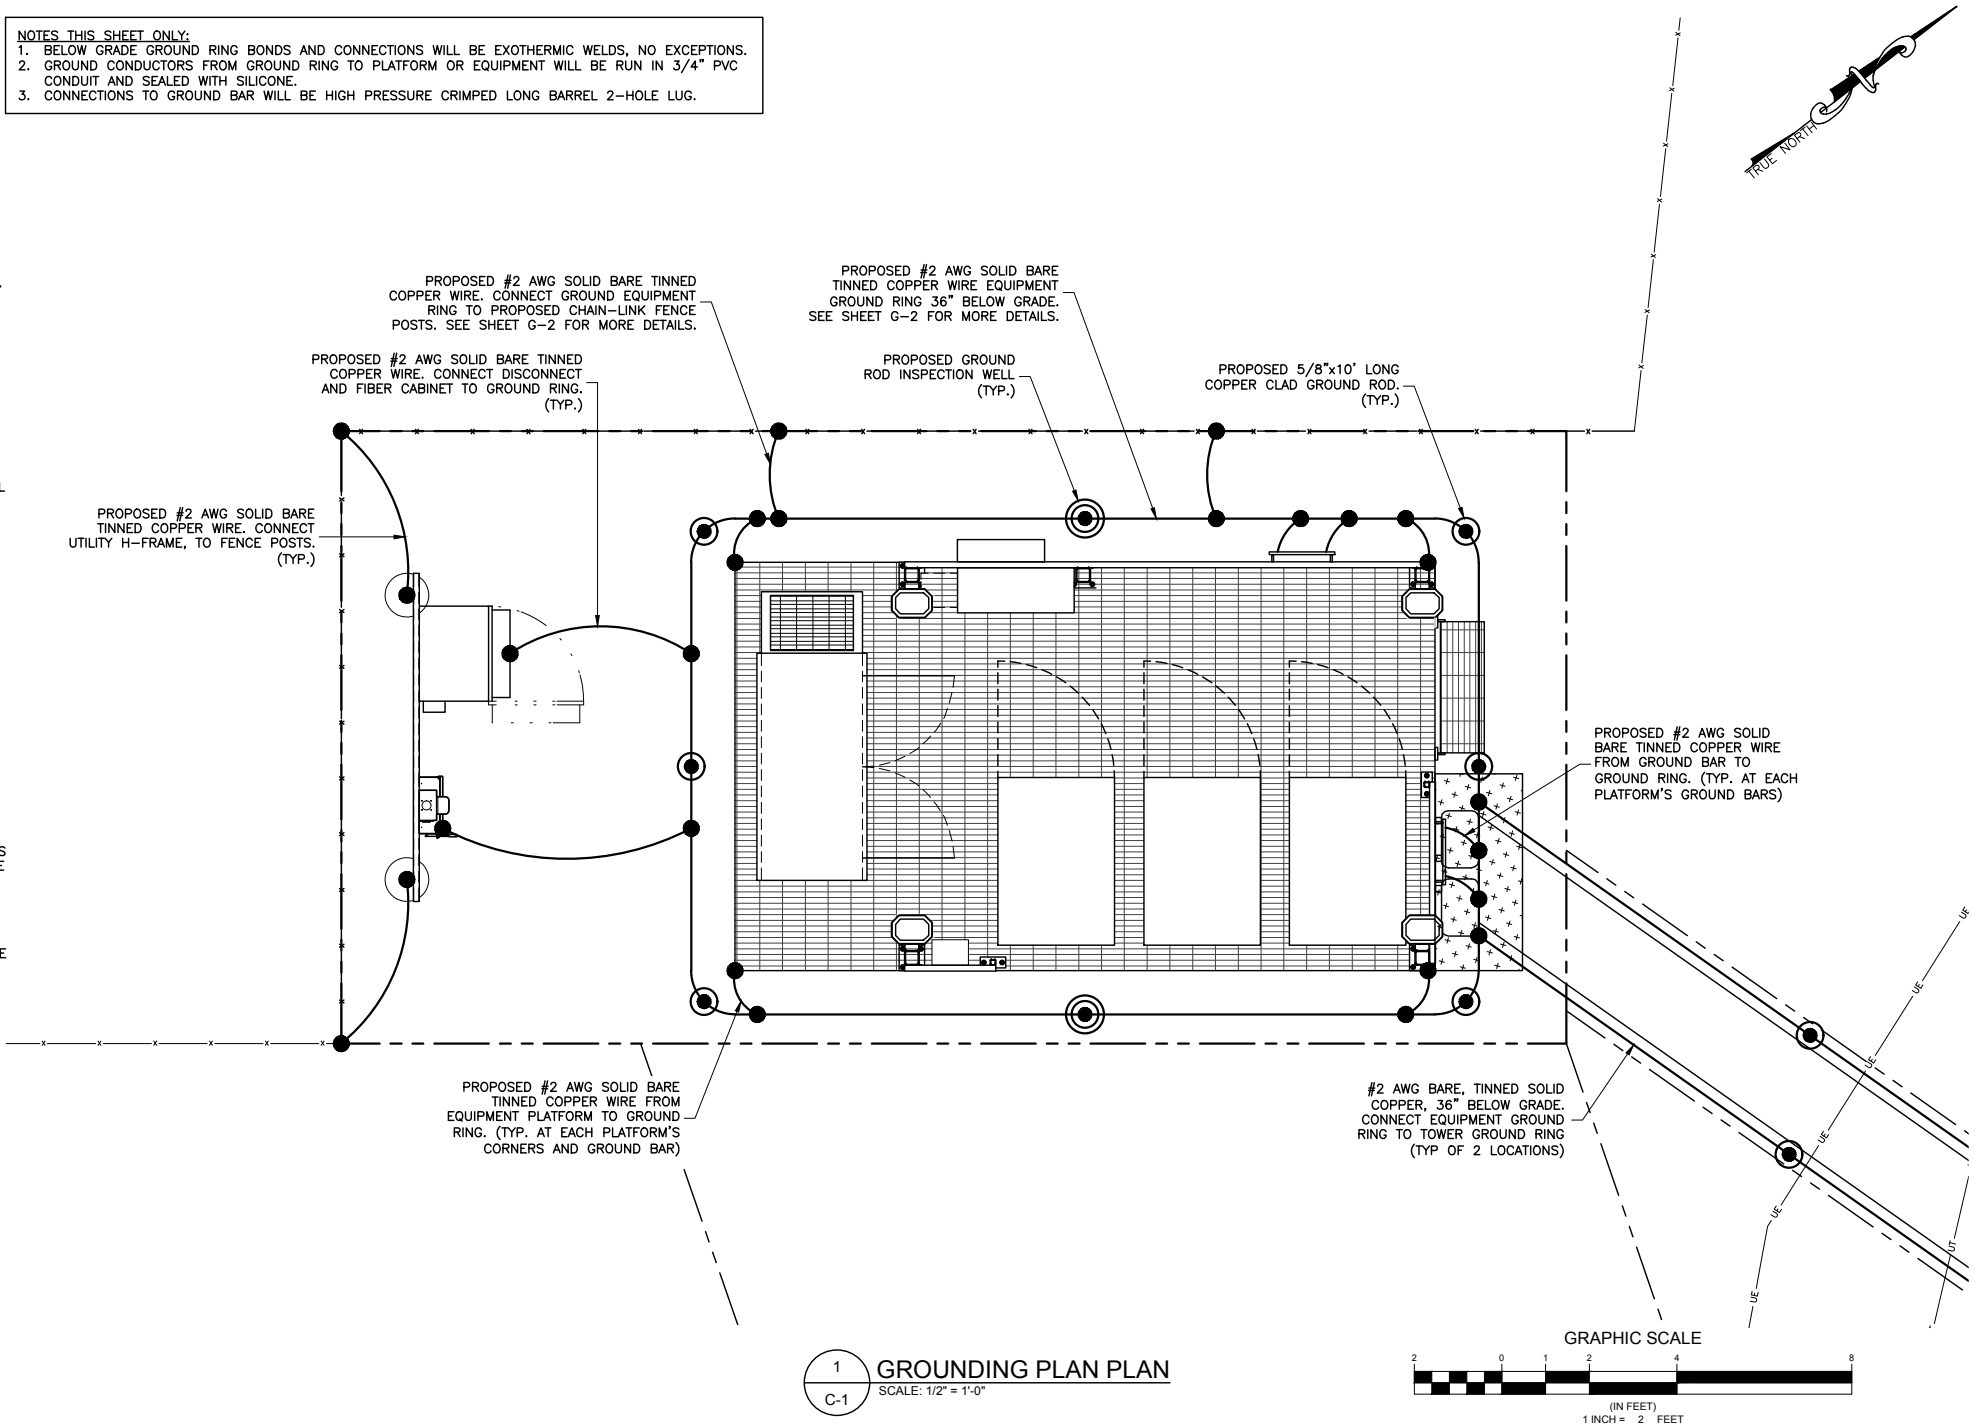 NOTES THIS SHEET ONLY:
1. BELOW GRADE GROUND RING BONDS AND CONNECTIONS WILL BE EXOTHERMIC WELDS, NO EXCEPTIONS.
2. GROUND CONDUCTORS FROM GROUND RING TO PLATFORM OR EQUIPMENT WILL BE RUN IN 3/4" PVC
CONDUIT AND SEALED WITH SILICONE.
3. CONNECTIONS TO GROUND BAR WILL BE HIGH PRESSURE CRIMPED LONG BARREL 2-HOLE LUG.
TRUE NORTH
PROPOSED #2 AWG SOLID BARE TINNED
COPPER WIRE. CONNECT GROUND EQUIPMENT
RING TO PROPOSED CHAIN-LINK FENCE
POSTS. SEE SHEET G-2 FOR MORE DETAILS.
PROPOSED #2 AWG SOLID BARE
TINNED COPPER WIRE EQUIPMENT
GROUND RING 36" BELOW GRADE.
SEE SHEET G-2 FOR MORE DETAILS.
PROPOSED #2 AWG SOLID BARE TINNED
COPPER WIRE. CONNECT DISCONNECT
AND FIBER CABINET TO GROUND RING.
(TYP.)
PROPOSED GROUND
ROD INSPECTION WELL
(TYP.)
PROPOSED 5/8"x10' LONG
COPPER CLAD GROUND ROD.
(TYP.)
L
PROPOSED #2 AWG SOLID BARE
TINNED COPPER WIRE. CONNECT
UTILITY H-FRAME, TO FENCE POSTS.
(TYP.)
PROPOSED #2 AWG SOLID
BARE TINNED COPPER WIRE
FROM GROUND BAR TO
GROUND RING. (TYP. AT EACH
PLATFORM'S GROUND BARS)
S
E
E
UE
UE
UE
UE
UE
UE
UT
PROPOSED #2 AWG SOLID BARE
TINNED COPPER WIRE FROM
EQUIPMENT PLATFORM TO GROUND
RING. (TYP. AT EACH PLATFORM'S
CORNERS AND GROUND BAR)
#2 AWG BARE, TINNED SOLID
COPPER, 36" BELOW GRADE.
CONNECT EQUIPMENT GROUND
RING TO TOWER GROUND RING
(TYP OF 2 LOCATIONS)
1
C-1
GROUNDING PLAN PLAN
SCALE: 1/2" = 1'-0"
GRAPHIC SCALE
2 0 1 2 4 8
(IN FEET)
1 INCH = 2 FEET